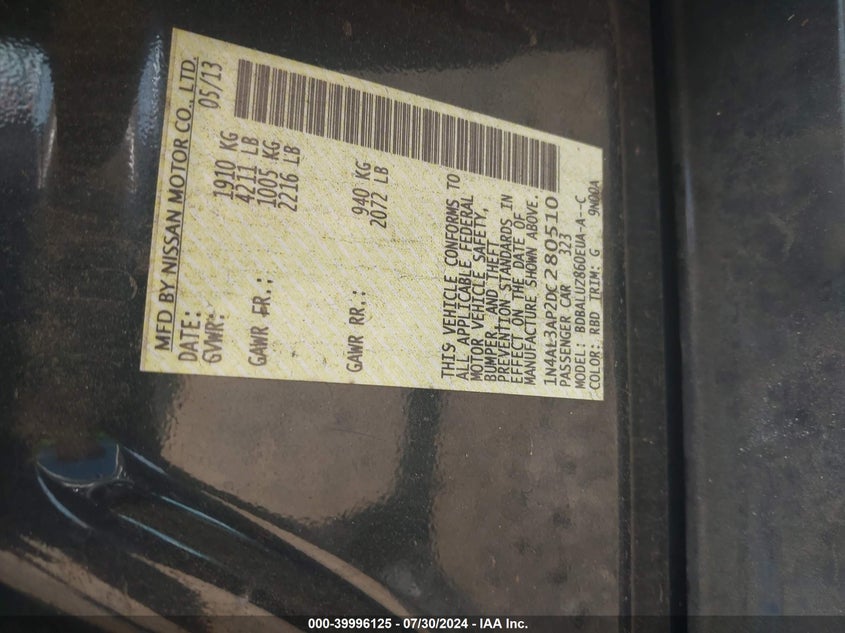 MFD BY NISSAN MOTOR CO., LTD.
DATE: 05/13
GVWR: 1910 KG
4211 LB
GAWR FR.: 1005 KG
2216 LB
GAWR RR.: 940 KG
2072 LB
THIS VEHICLE CONFORMS TO
ALL APPLICABLE FEDERAL
MOTOR VEHICLE SAFETY,
BUMPER, AND THEFT
PREVENTION STANDARDS IN
EFFECT ON THE DATE OF
MANUFACTURE SHOWN ABOVE.
1N4AL3AP2DC280510
PASSENGER CAR 323
MODEL: BDBALUZ860EUA-A--C
COLOR: RBD TRIM: G 9N00A
000-39996125 - 07/30/2024 - IAA Inc.